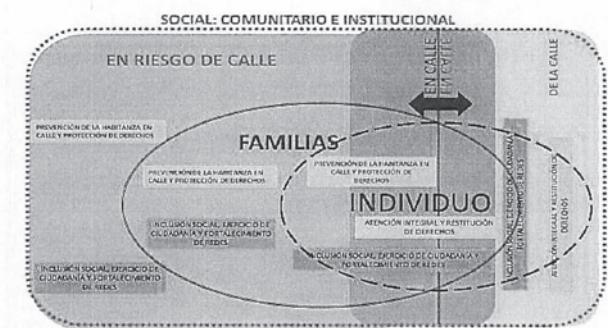 SOCIAL: COMUNITARIO E INSTITUCIONAL
EN RIESGO DE CALLE
EN CALLE
EN CALLE
DE LA CALLE
PREVENCIÓN DE LA HABITANZA EN
CALLE Y PROTECCIÓN DE DERECHOS
FAMILIAS
PREVENCIÓN DE LA HABITANZA EN
CALLE Y PROTECCIÓN DE DERECHOS
PREVENCIÓN DE LA HABITANZA EN
CALLE Y PROTECCIÓN DE
DERECHOS
INDIVIDUO
ATENCIÓN INTEGRAL Y RESTITUCIÓN
DE DERECHOS
INCLUSIÓN SOCIAL, EJERCICIO DE
CIUDADANÍA Y FORTALECIMIENTO
DE REDES
INCLUSIÓN SOCIAL, EJERCICIO DE CIUDADANÍA Y
FORTALECIMIENTO DE REDES
INCLUSIÓN SOCIAL, EJERCICIO DE
CIUDADANÍA Y FORTALECIMIENTO
DE REDES
INCLUSIÓN SOCIAL, EJERCICIO DE CIUDADANÍA
FORTALECIMIENTO DE REDES
ATENCIÓN INTEGRAL Y RESTITUCIÓN DE
DERECHOS